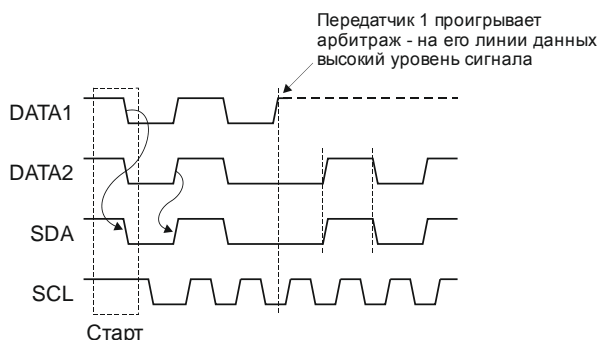 Передатчик 1 проигрывает
арбитраж - на его линии данных
высокий уровень сигнала
DATA1
DATA2
SDA
SCL
Старт